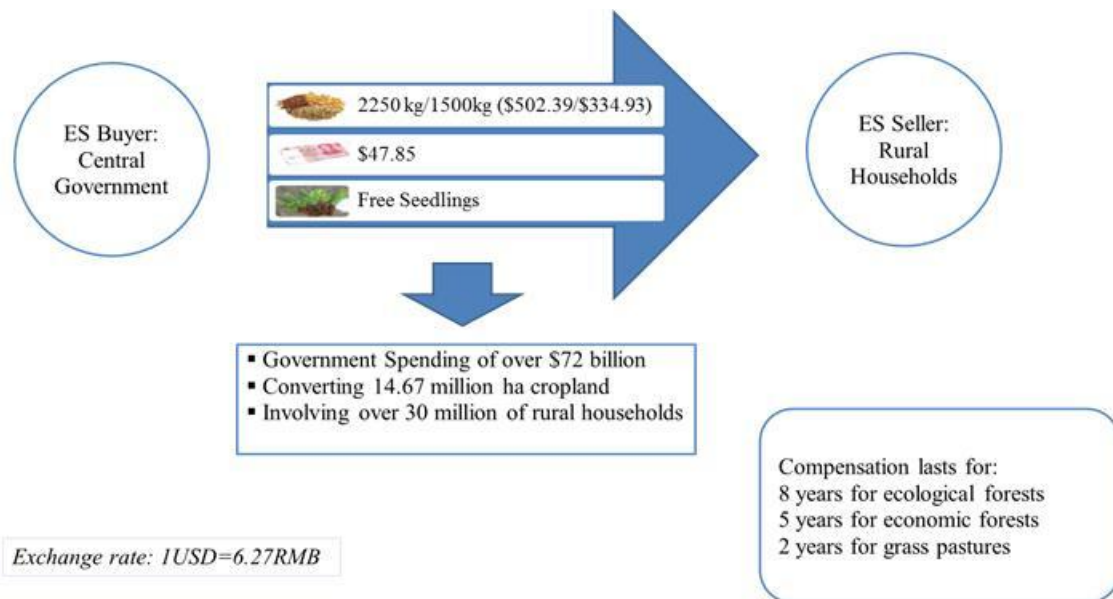 ES Buyer:
Central
Government
2250 kg/1500kg ($502.39/$334.93)
$47.85
Free Seedlings
ES Seller:
Rural
Households
▪ Government Spending of over $72 billion
▪ Converting 14.67 million ha cropland
▪ Involving over 30 million of rural households
Compensation lasts for:
8 years for ecological forests
5 years for economic forests
2 years for grass pastures
Exchange rate: 1USD=6.27RMB